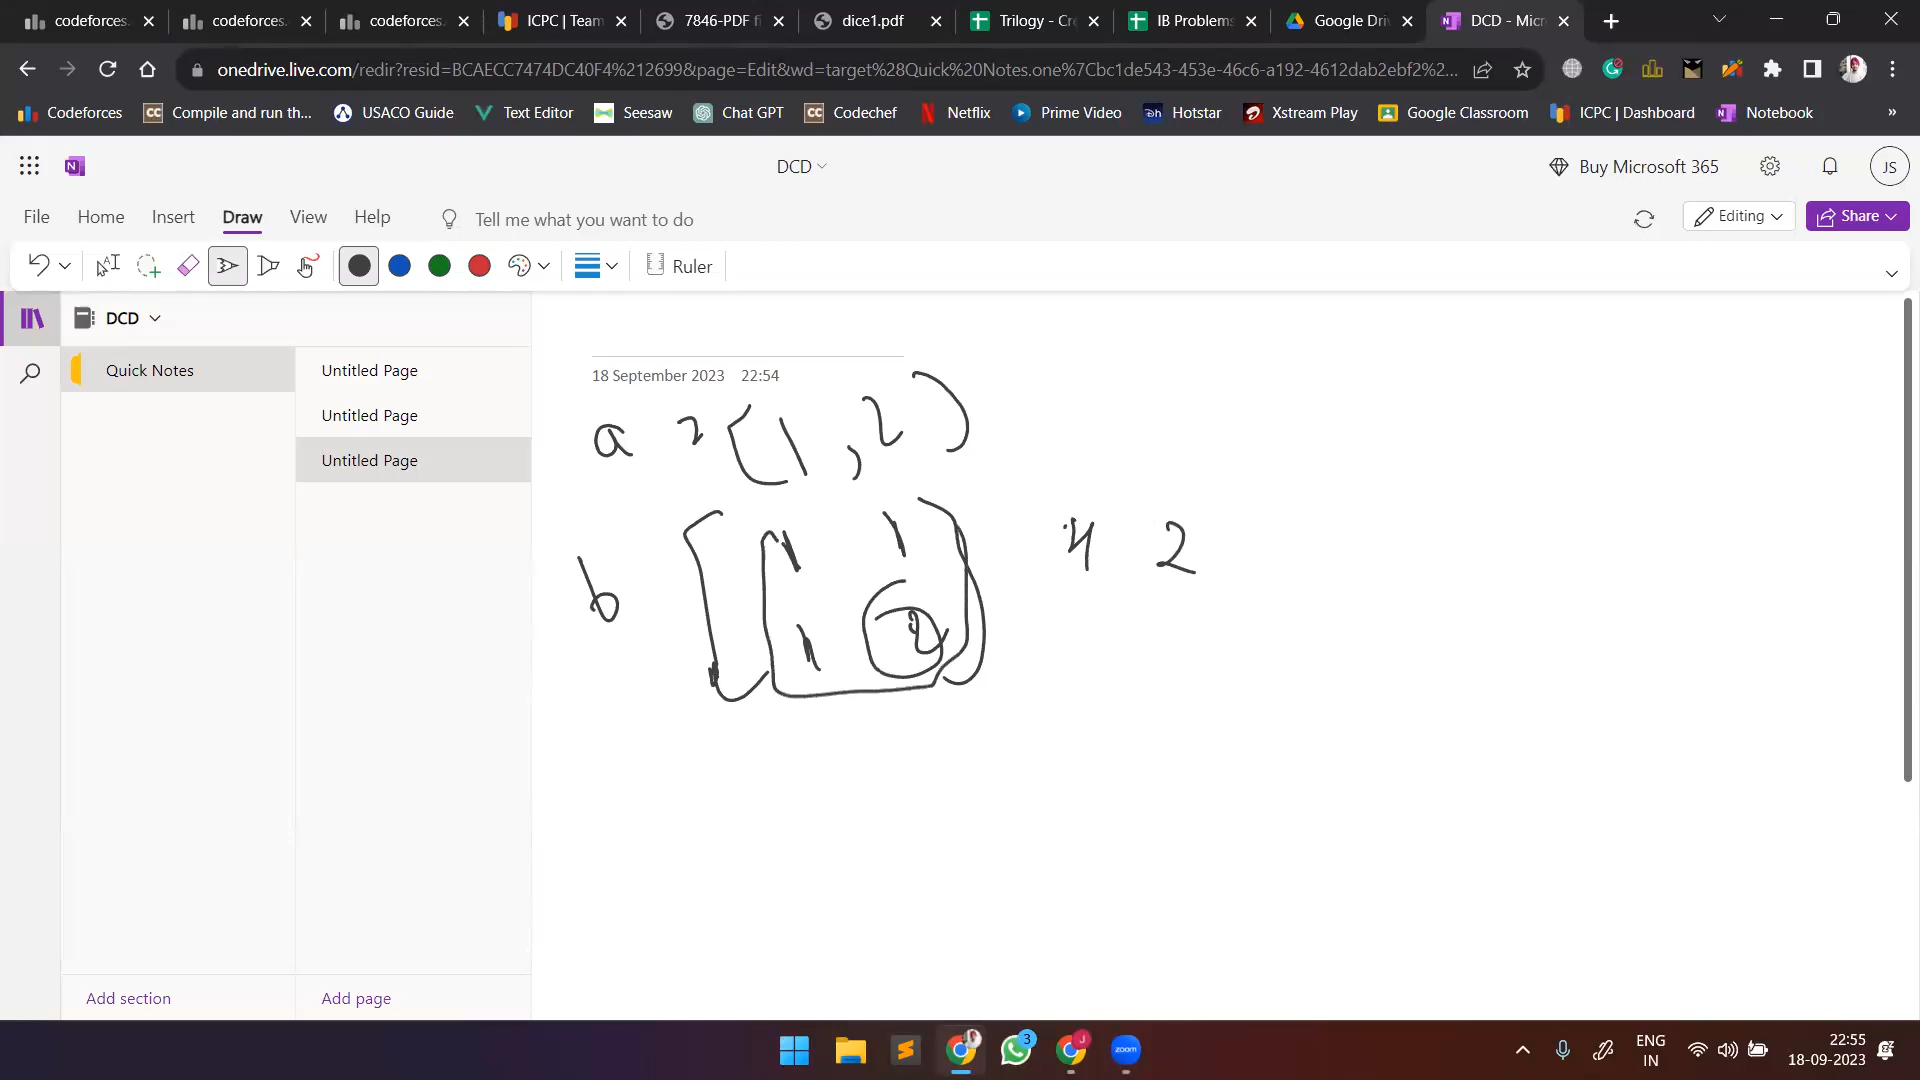 codeforces. codeforces. codeforces. ICPC | Team 7846-PDF fi dice1.pdf Trilogy - Cre IB Problems Google Driv DCD - Micr
onedrive.live.com/redir?resid=BCAECC7474DC40F4%212699&page=Edit&wd=target%28Quick%20Notes.one%7Cbc1de543-453e-46c6-a192-4612dab2ebf2%2...
Codeforces Compile and run th... USACO Guide Text Editor Seesaw Chat GPT Codechef Netflix Prime Video Hotstar Xstream Play Google Classroom ICPC | Dashboard Notebook »
DCD Buy Microsoft 365 JS
File Home Insert Draw View Help Tell me what you want to do Editing Share
Ruler
DCD
Quick Notes Untitled Page
Untitled Page
Untitled Page
18 September 2023 22:54
a = (1, 2)
1 1 4 2
b
1 2
Add section Add page
3 J zoom
ENG 22:55
IN 18-09-2023